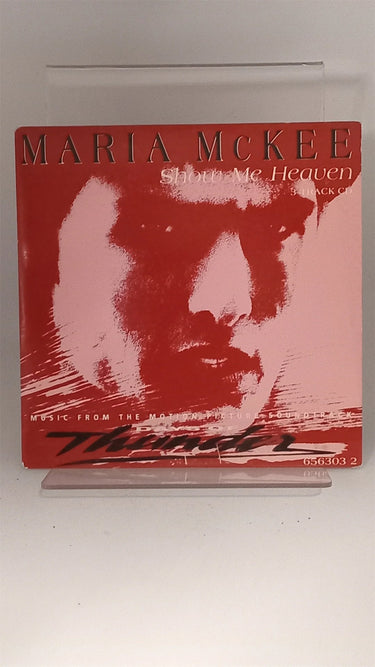 MARIA McKEE
Show Me Heaven
3-TRACK CD
MUSIC FROM THE MOTION PICTURE SOUNDTRACK
Thunder
656303 2